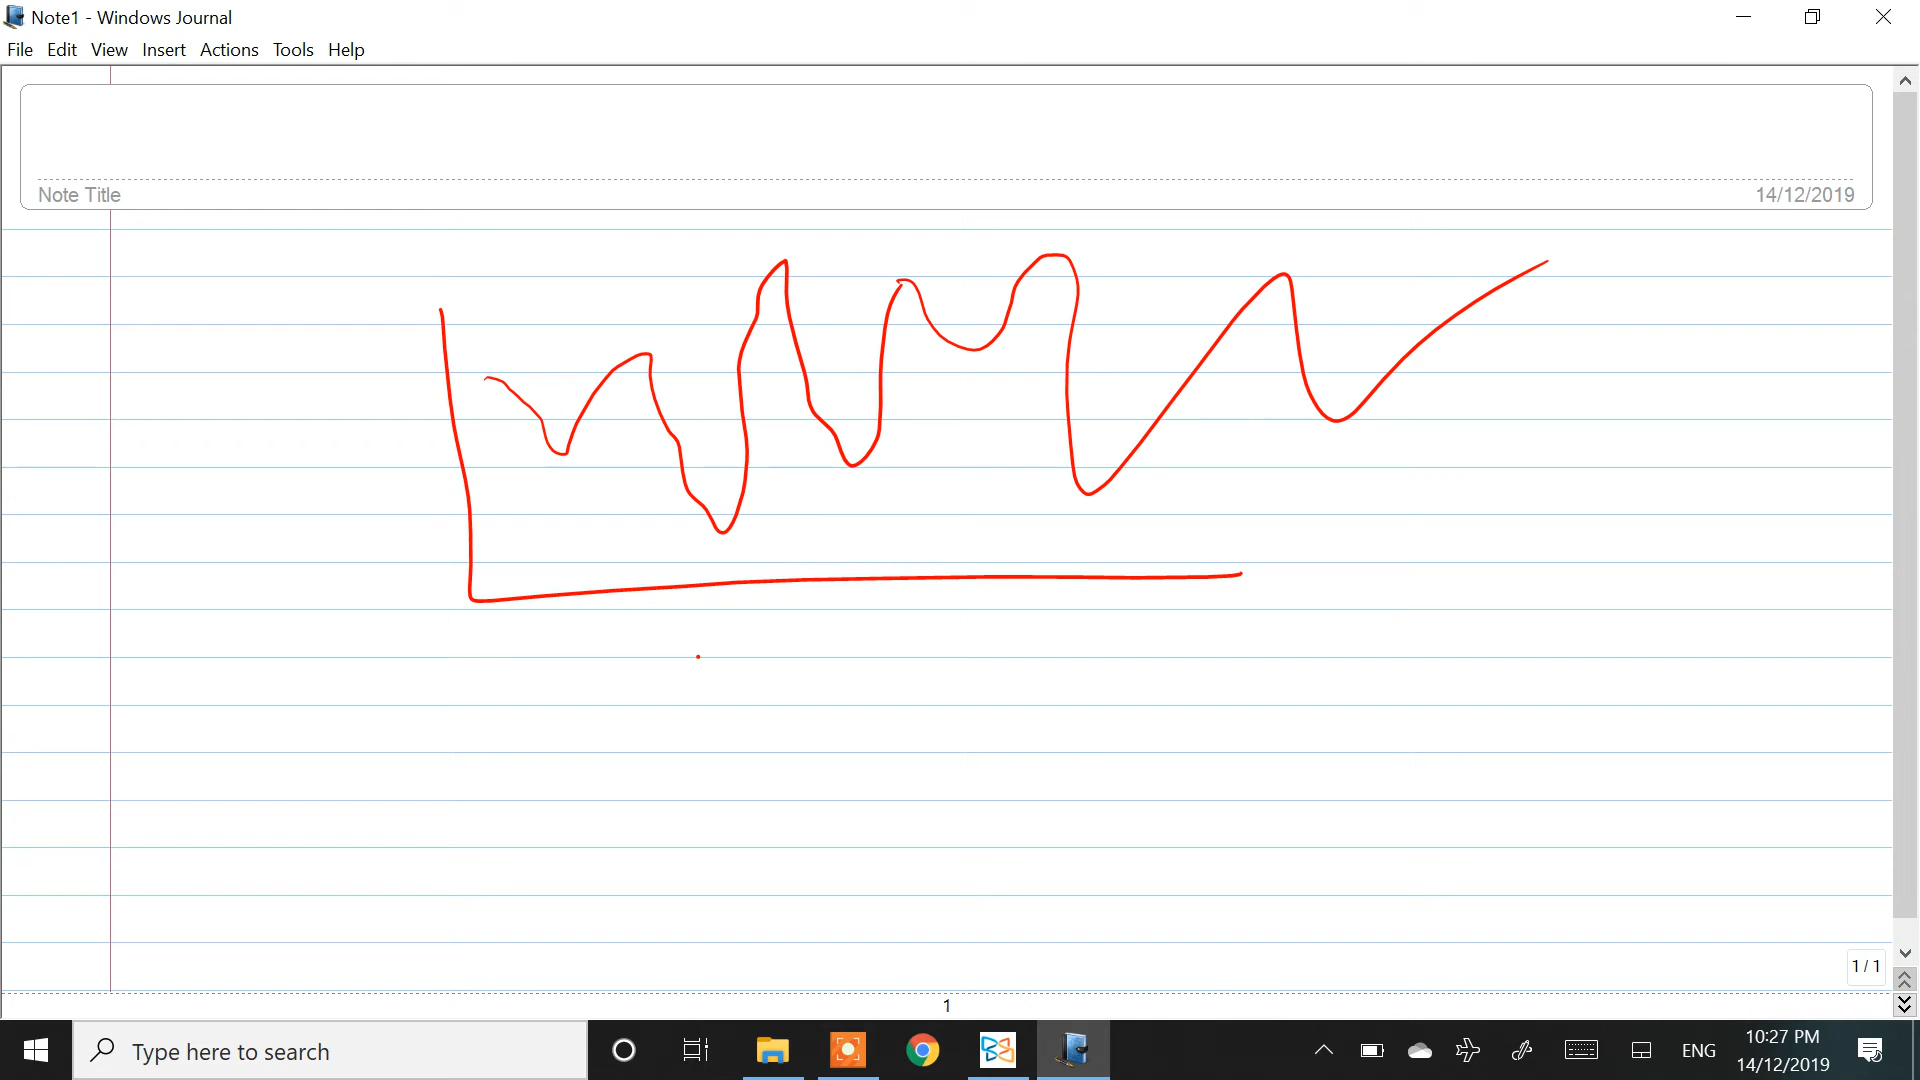 Note1 - Windows Journal
File Edit View Insert Actions Tools Help
Note Title
14/12/2019
1 / 1
1
Type here to search
ENG
10:27 PM
14/12/2019